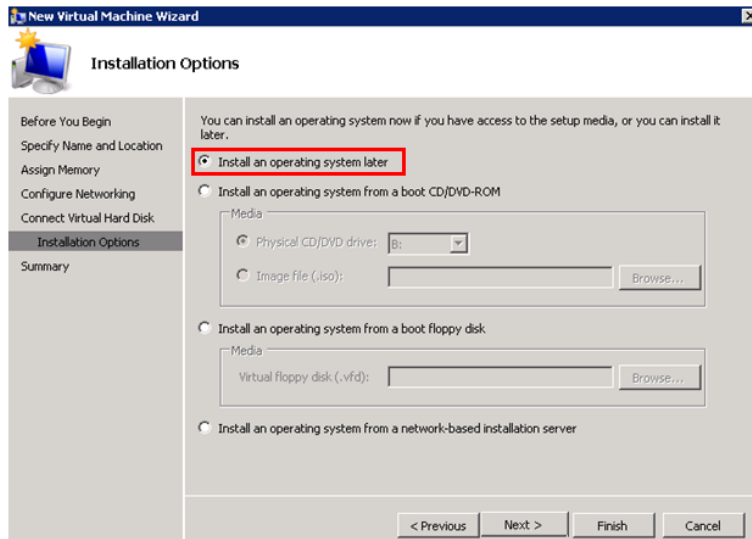 New Virtual Machine Wizard
Installation Options
Before You Begin
Specify Name and Location
Assign Memory
Configure Networking
Connect Virtual Hard Disk
Installation Options
Summary
You can install an operating system now if you have access to the setup media, or you can install it
later.
Install an operating system later
Install an operating system from a boot CD/DVD-ROM
Media
Physical CD/DVD drive: B:
Image file (.iso): Browse...
Install an operating system from a boot floppy disk
Media
Virtual floppy disk (.vfd): Browse...
Install an operating system from a network-based installation server
< Previous Next > Finish Cancel